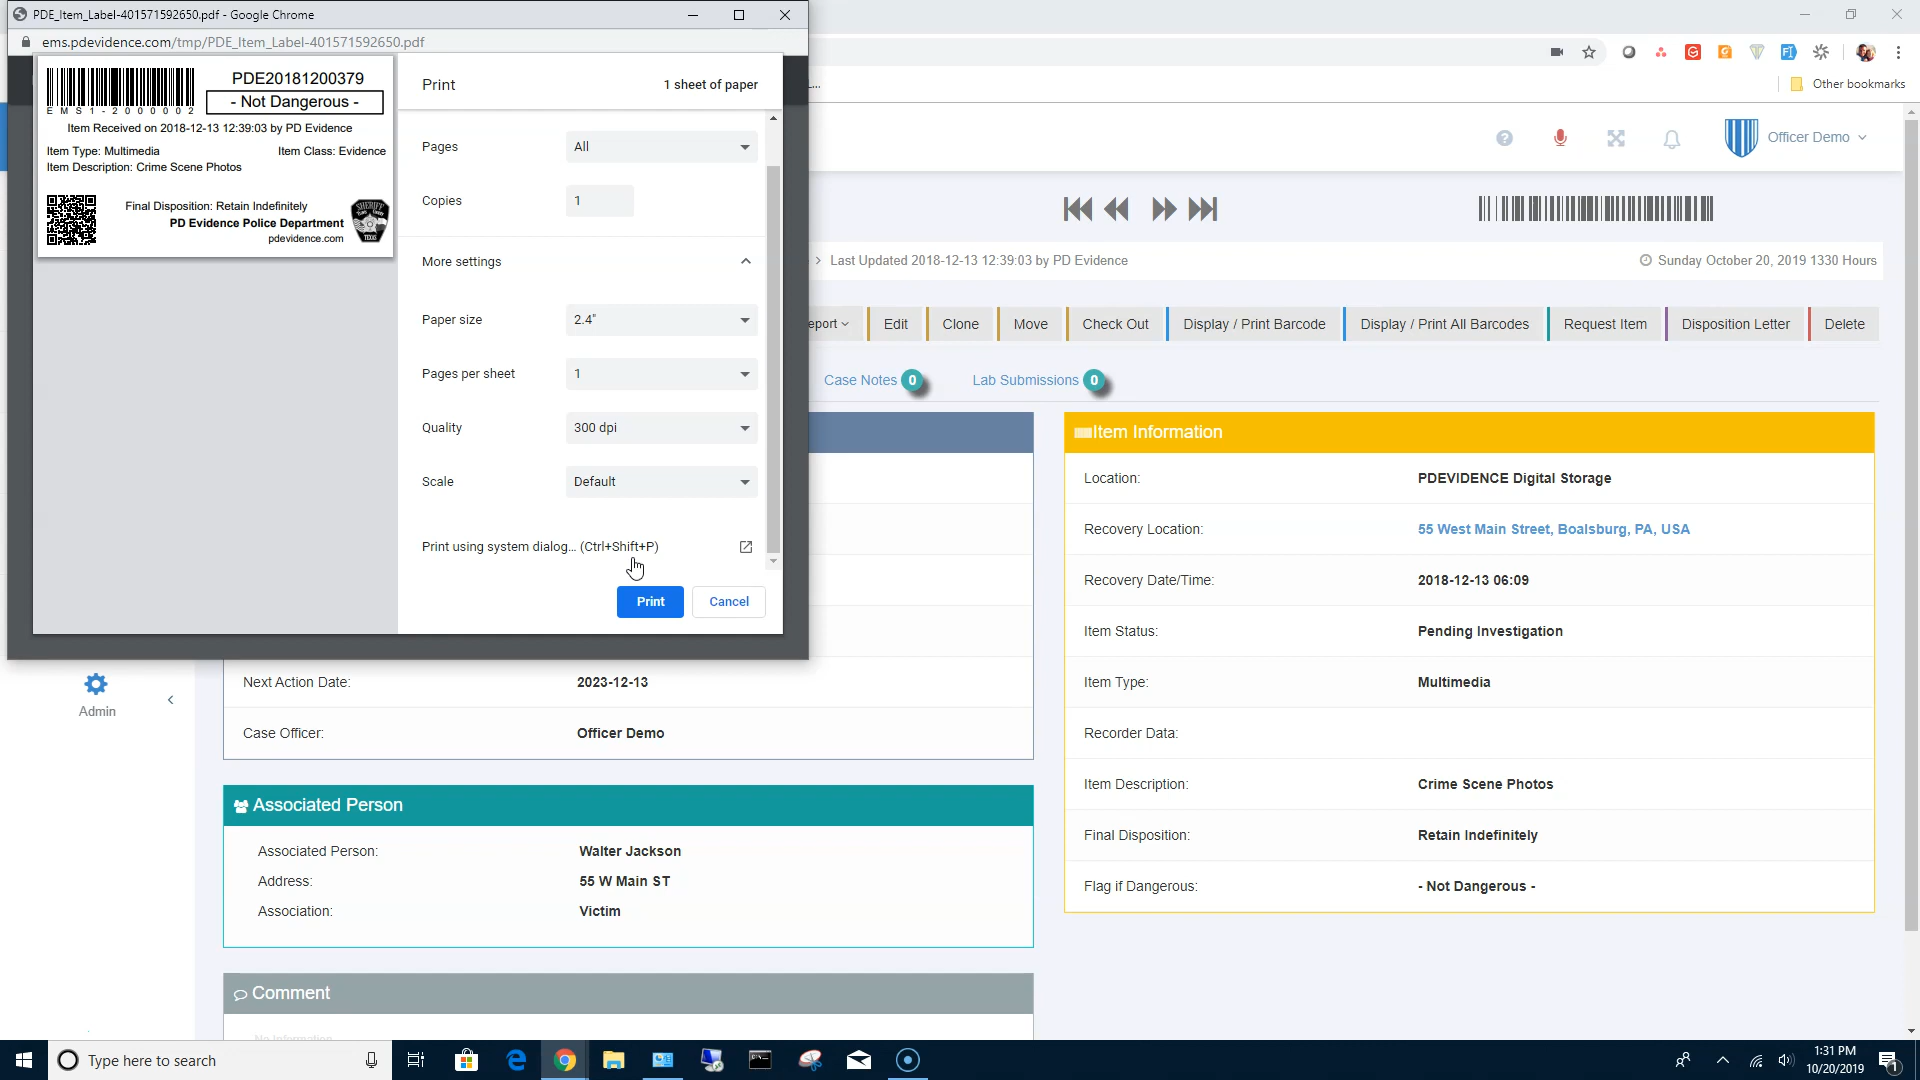 PDE_Item_Label-401571592650.pdf - Google Chrome
ems.pdevidence.com/tmp/PDE_Item_Label-401571592650.pdf
PDE20181200379
- Not Dangerous -
EMS1-2000002
Item Received on 2018-12-13 12:39:03 by PD Evidence
Item Type: Multimedia
Item Class: Evidence
Item Description: Crime Scene Photos
Final Disposition: Retain Indefinitely
PD Evidence Police Department
pdevidence.com
SHERIFF
TEXAS
Print
1 sheet of paper
Pages
All
Copies
1
More settings
Paper size
2.4"
Pages per sheet
1
Quality
300 dpi
Scale
Default
Print using system dialog... (Ctrl+Shift+P)
Print
Cancel
Other bookmarks
Officer Demo
> Last Updated 2018-12-13 12:39:03 by PD Evidence
Sunday October 20, 2019 1330 Hours
eport
Edit
Clone
Move
Check Out
Display / Print Barcode
Display / Print All Barcodes
Request Item
Disposition Letter
Delete
Case Notes 0
Lab Submissions 0
Item Information
Location: PDEVIDENCE Digital Storage
Recovery Location: 55 West Main Street, Boalsburg, PA, USA
Recovery Date/Time: 2018-12-13 06:09
Item Status: Pending Investigation
Item Type: Multimedia
Recorder Data:
Item Description: Crime Scene Photos
Final Disposition: Retain Indefinitely
Flag if Dangerous: - Not Dangerous -
Admin
Next Action Date: 2023-12-13
Case Officer: Officer Demo
Associated Person
Associated Person: Walter Jackson
Address: 55 W Main ST
Association: Victim
Comment
No Information
Type here to search
1:31 PM
10/20/2019
1